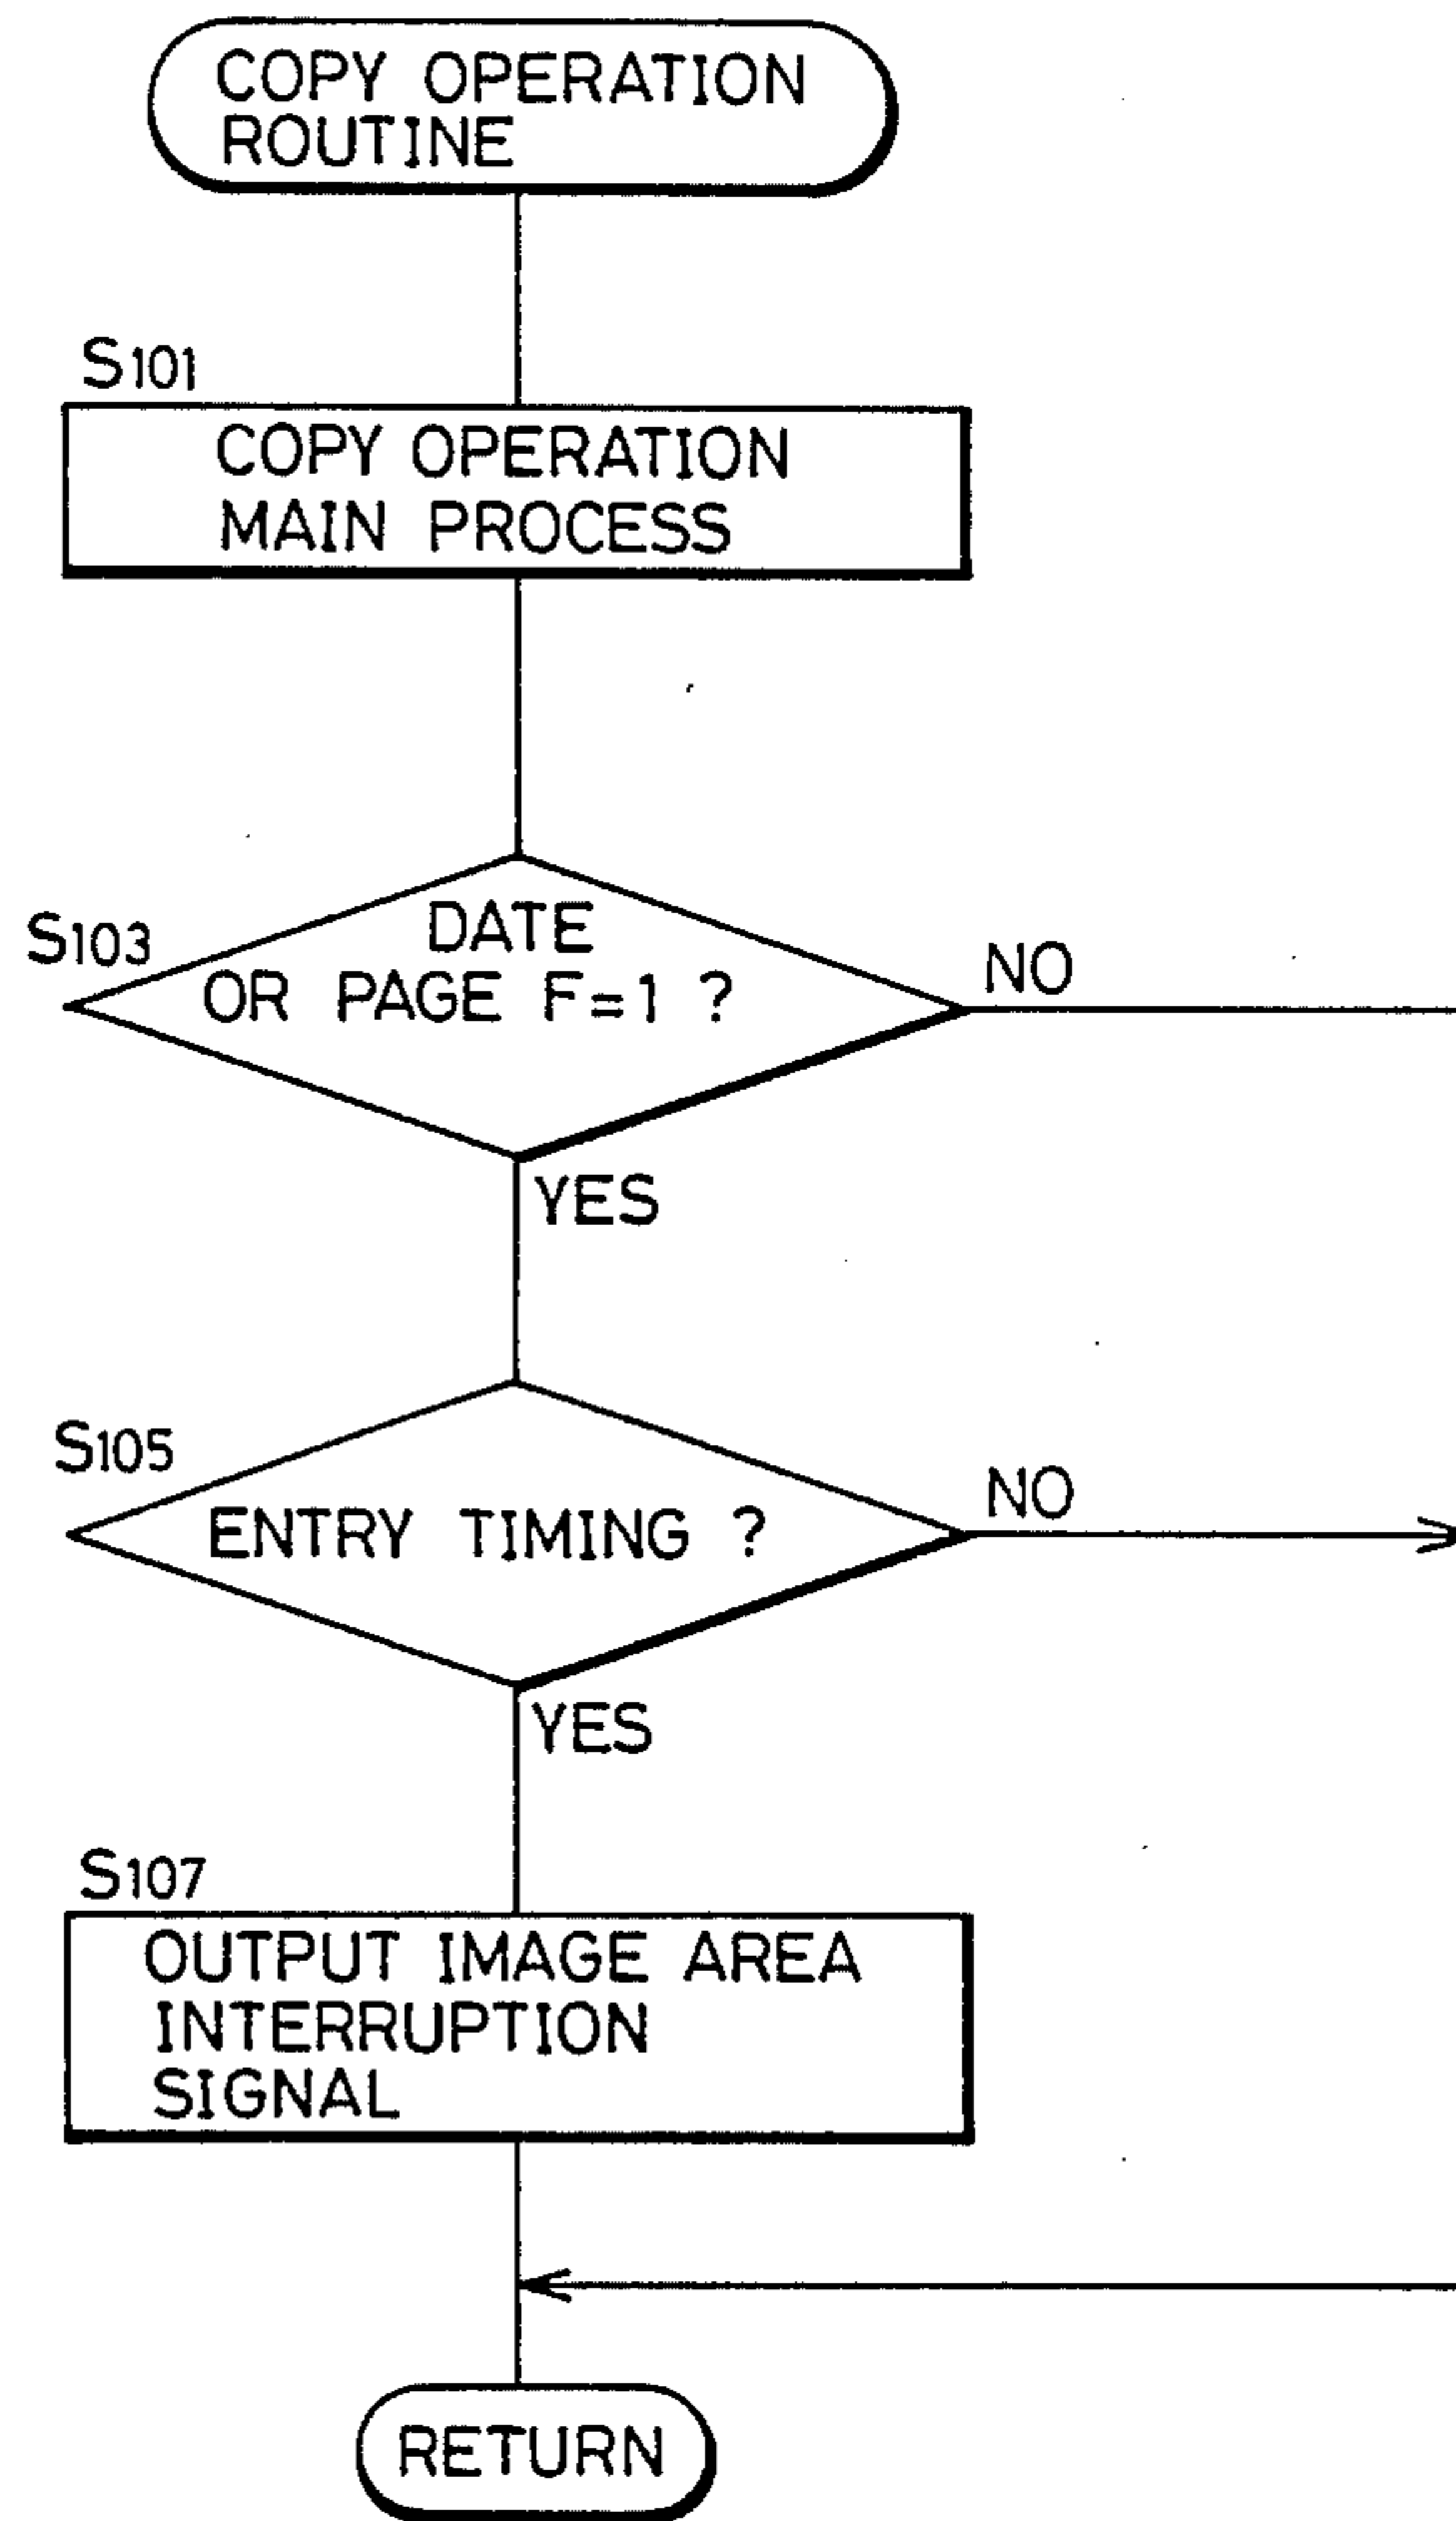 COPY OPERATION
ROUTINE
S101
COPY OPERATION
MAIN PROCESS
S103
DATE
OR PAGE F=1 ?
NO
YES
S105
ENTRY TIMING ?
NO
YES
S107
OUTPUT IMAGE AREA
INTERRUPTION
SIGNAL
RETURN